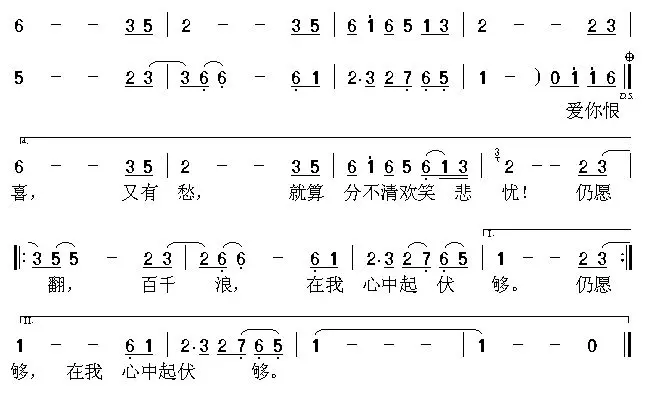 6 - - 3 5 | 2 - - 3 5 | 6 1 6 5 1 3 | 2 - - 2 3 |
5 - - 2 3 | 3 6 6 - 6 1 | 2· 3 2 7 6 5 | 1 - ) 0 1 1 6 ‖
爱你恨 D.S.
a.
6 - - 3 5 | 2 - - 3 5 | 6 1 6 5 6 1 3 | 3 2 - - 2 3 |
喜， 又有 愁， 就算 分不清欢笑 悲 忧！ 仍愿
I.
‖: 3 5 5 - 2 3 | 2 6 6 - 6 1 | 2· 3 2 7 6 5 | 1 - - 2 3 :‖
翻， 百千 浪， 在我 心中起 伏 够。 仍愿
II.
1 - - 6 1 | 2· 3 2 7 6 5 | 1 - - - | 1 - - 0 ‖
够， 在我 心中起伏 够。